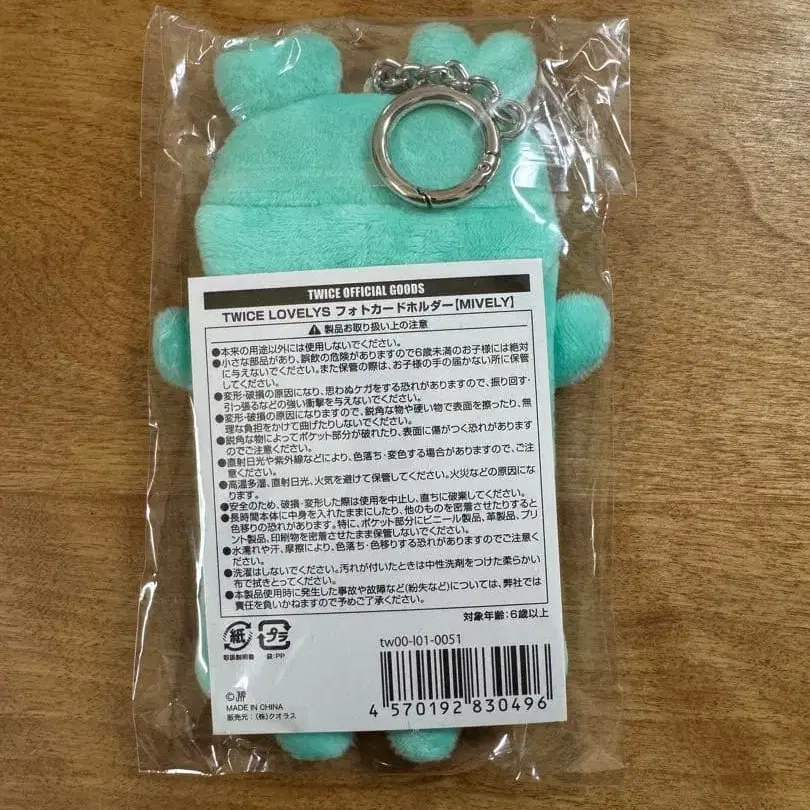 TWICE OFFICIAL GOODS
TWICE LOVELYS フォトカードホルダー【MIVELY】
⚠製品お取り扱い上の注意
●本来の用途以外には使用しないでください。
●小さな部品があり、誤飲の危険がありますので6歳未満のお子様には絶対
に与えないでください。また保管の際は、お子様の手の届かない所に保管
してください。
●変形・破損の原因になり、思わぬケガをする恐れがありますので、振り回す・
引っ張るなどの強い衝撃を与えないでください。
●変形・破損の原因になりますので、鋭角な物や硬い物で表面を擦ったり、無
理な負担をかけて曲げたりしないでください。
●鋭角な物によってポケット部分が破れたり、表面に傷がつく恐れがあります
のでご注意ください。
●直射日光や紫外線などにより、色落ち・変色する場合がありますので、ご注
意ください。
●高温多湿、直射日光、火気を避けて保管してください。火災などの原因にな
ります。
●安全のため、破損・変形した際は使用を中止し、直ちに破棄してください。
●長時間本体に中身を入れたままにしたり、他のものを密着させたりすると
色移りの恐れがあります。特に、ポケット部分にビニール製品、革製品、プリ
ント製品、印刷物を密着させたまま保管しないでください。
●水濡れや汗、摩擦により、色落ち・色移りする恐れがありますのでご注意く
ださい。
●洗濯はしないでください。汚れが付いたときは中性洗剤をつけた柔らかい
布で拭きとってください。
●本製品使用時に発生した事故や故障など(紛失など)については、弊社では
責任を負いかねますので予めご了承ください。
対象年齢:6歳以上
紙 プラ
取扱説明書 袋:PP
tw00-l01-0051
©JYP
MADE IN CHINA
販売元:(株)クオラス
4 570192 830496